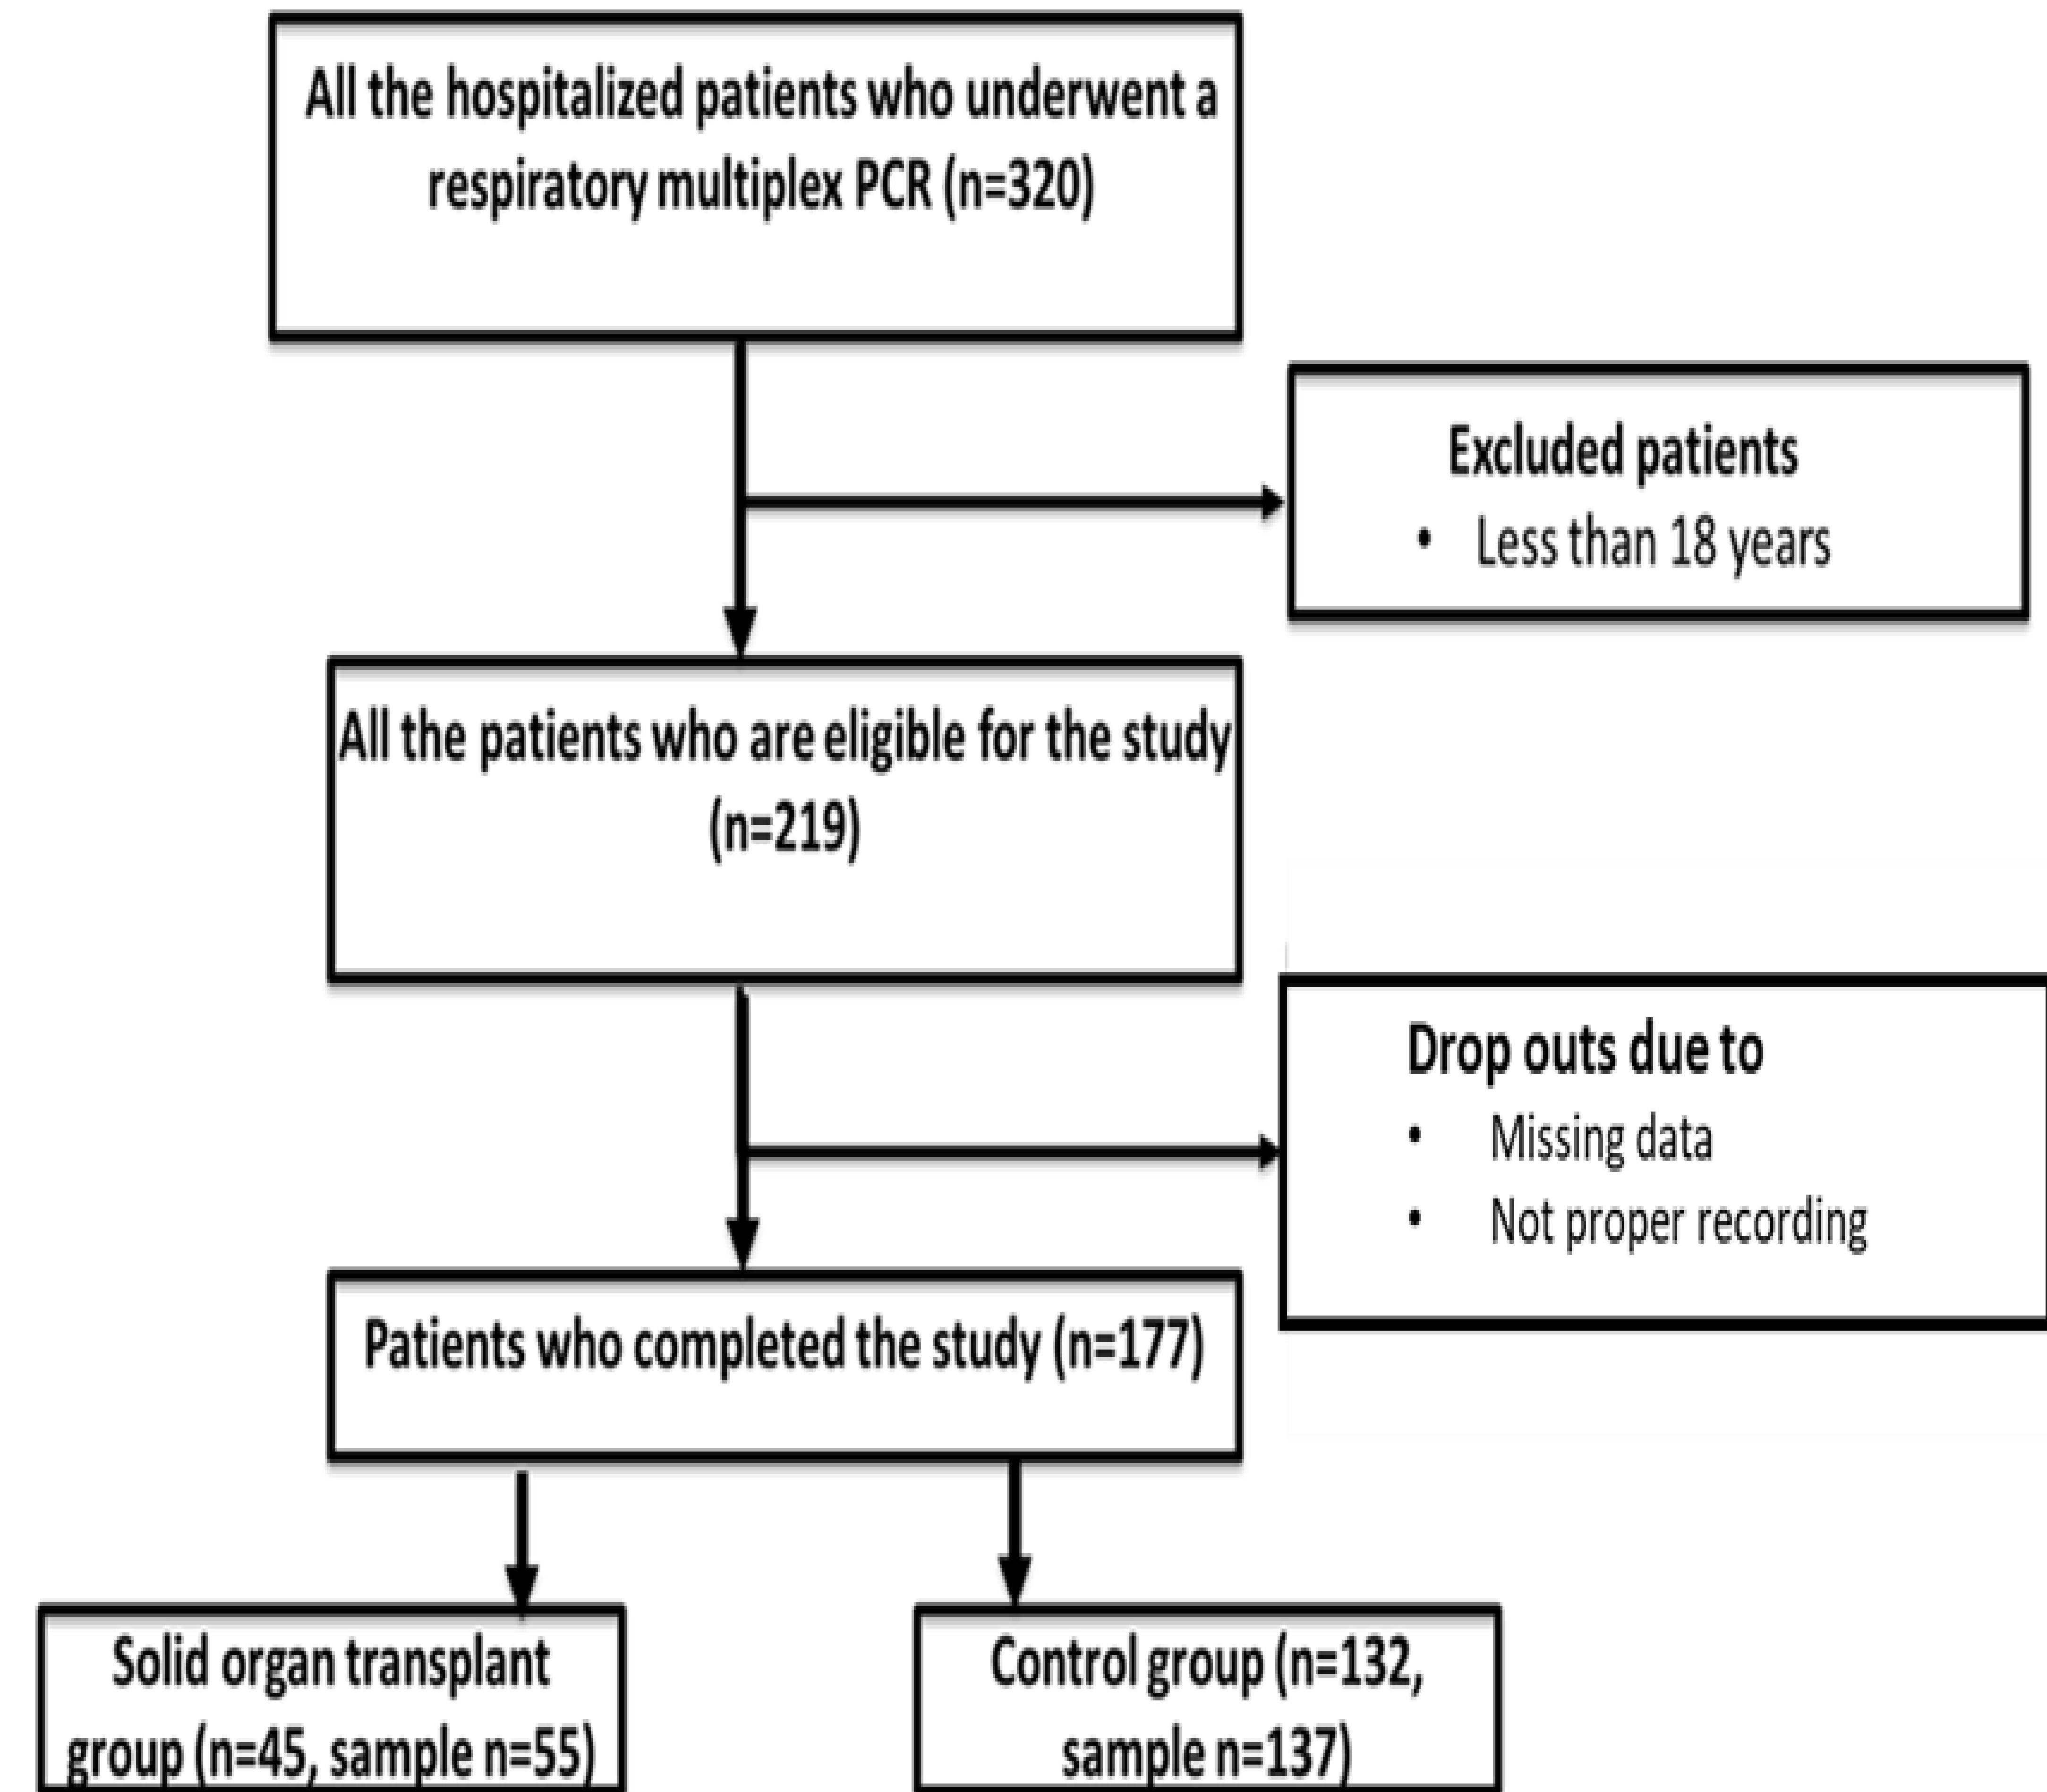 All the hospitalized patients who underwent a
respiratory multiplex PCR (n=320)
Excluded patients
• Less than 18 years
All the patients who are eligible for the study
(n=219)
Drop outs due to
• Missing data
• Not proper recording
Patients who completed the study (n=177)
Solid organ transplant
group (n=45, sample n=55)
Control group (n=132,
sample n=137)